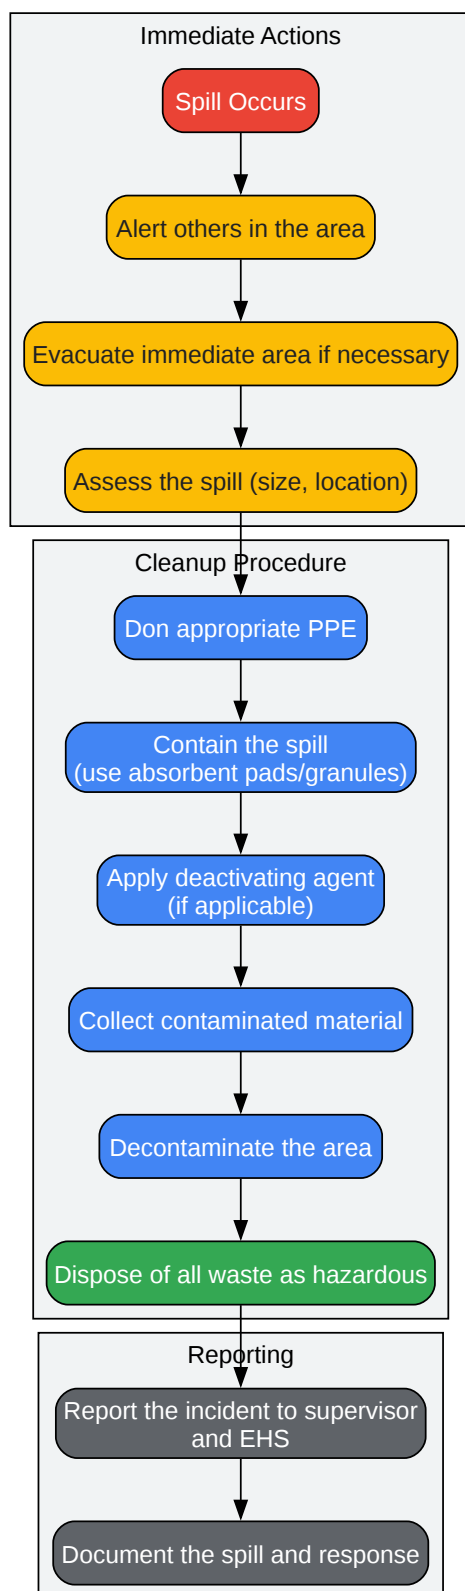 Immediate Actions
Spill Occurs
Alert others in the area
Evacuate immediate area if necessary
Assess the spill (size, location)
Cleanup Procedure
Don appropriate PPE
Contain the spill
(use absorbent pads/granules)
Apply deactivating agent
(if applicable)
Collect contaminated material
Decontaminate the area
Dispose of all waste as hazardous
Reporting
Report the incident to supervisor
and EHS
Document the spill and response